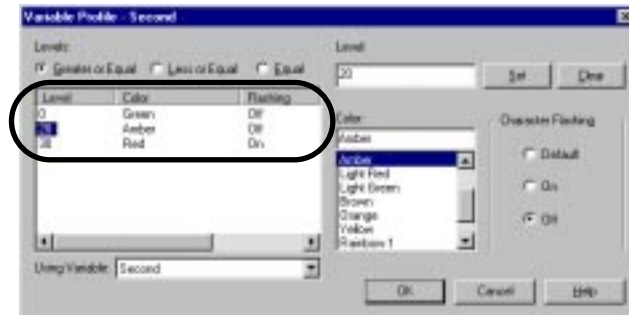 Variable Profile - Second
Levels:
Greater or Equal Less or Equal Equal
Level Color Flashing
0 Green Off
20 Amber Off
30 Red On
Using Variable: Second
Level:
20
Set Clear
Color:
Amber
Amber
Light Red
Light Green
Brown
Orange
Yellow
Rainbow 1
Character Flashing
Default
On
Off
OK Cancel Help